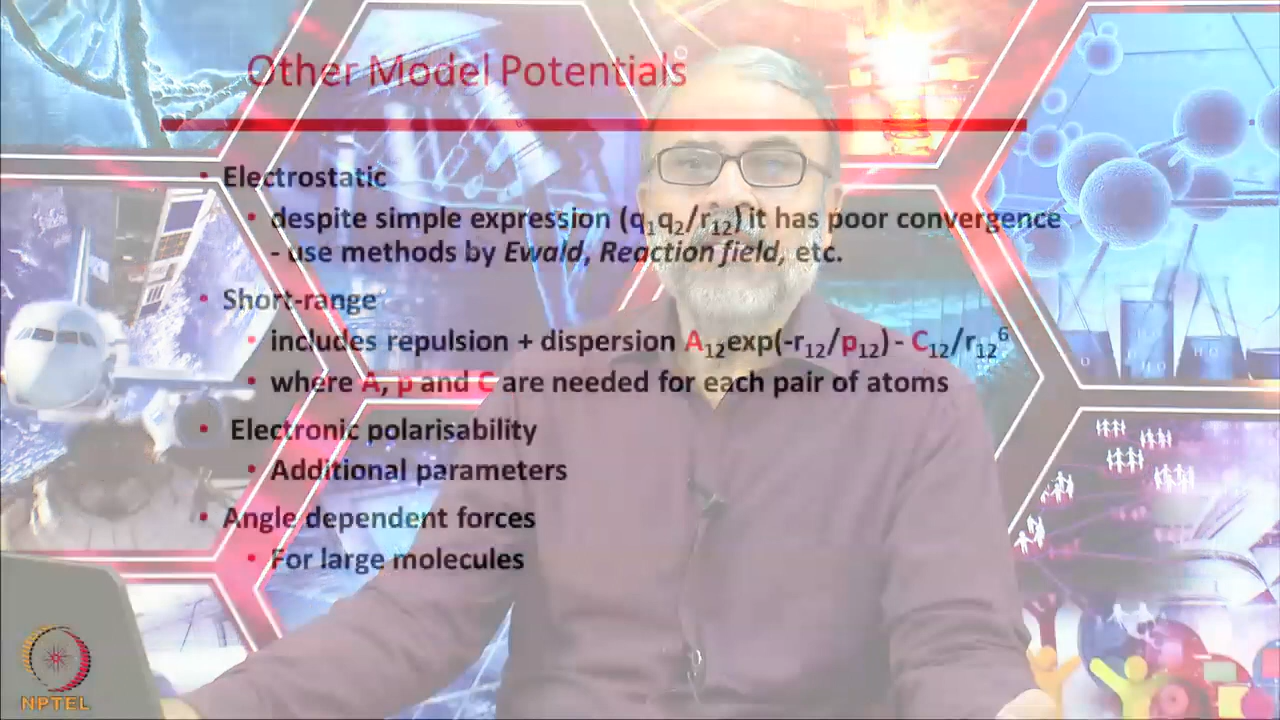 Other Model Potentials
• Electrostatic
• despite simple expression (q₁q₂/r₁₂) it has poor convergence
- use methods by Ewald, Reaction field, etc.
• Short-range
• includes repulsion + dispersion A₁₂exp(-r₁₂/p₁₂) - C₁₂/r₁₂⁶
• where A, p and C are needed for each pair of atoms
• Electronic polarisability
• Additional parameters
• Angle dependent forces
• For large molecules
NPTEL